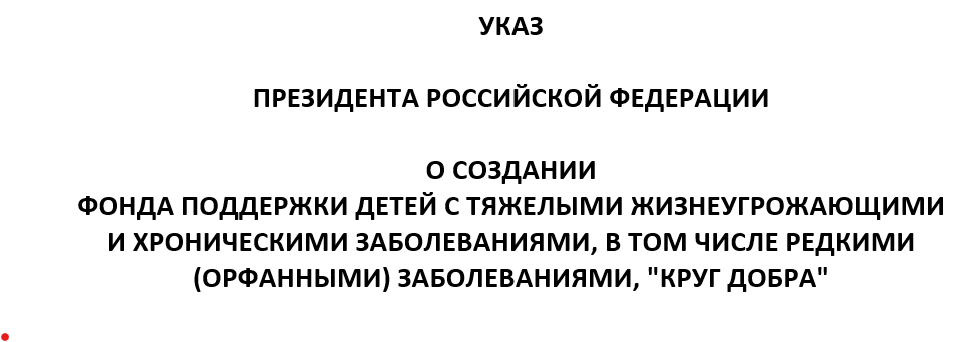 УКАЗ
ПРЕЗИДЕНТА РОССИЙСКОЙ ФЕДЕРАЦИИ
О СОЗДАНИИ
ФОНДА ПОДДЕРЖКИ ДЕТЕЙ С ТЯЖЕЛЫМИ ЖИЗНЕУГРОЖАЮЩИМИ
И ХРОНИЧЕСКИМИ ЗАБОЛЕВАНИЯМИ, В ТОМ ЧИСЛЕ РЕДКИМИ
(ОРФАННЫМИ) ЗАБОЛЕВАНИЯМИ, "КРУГ ДОБРА"